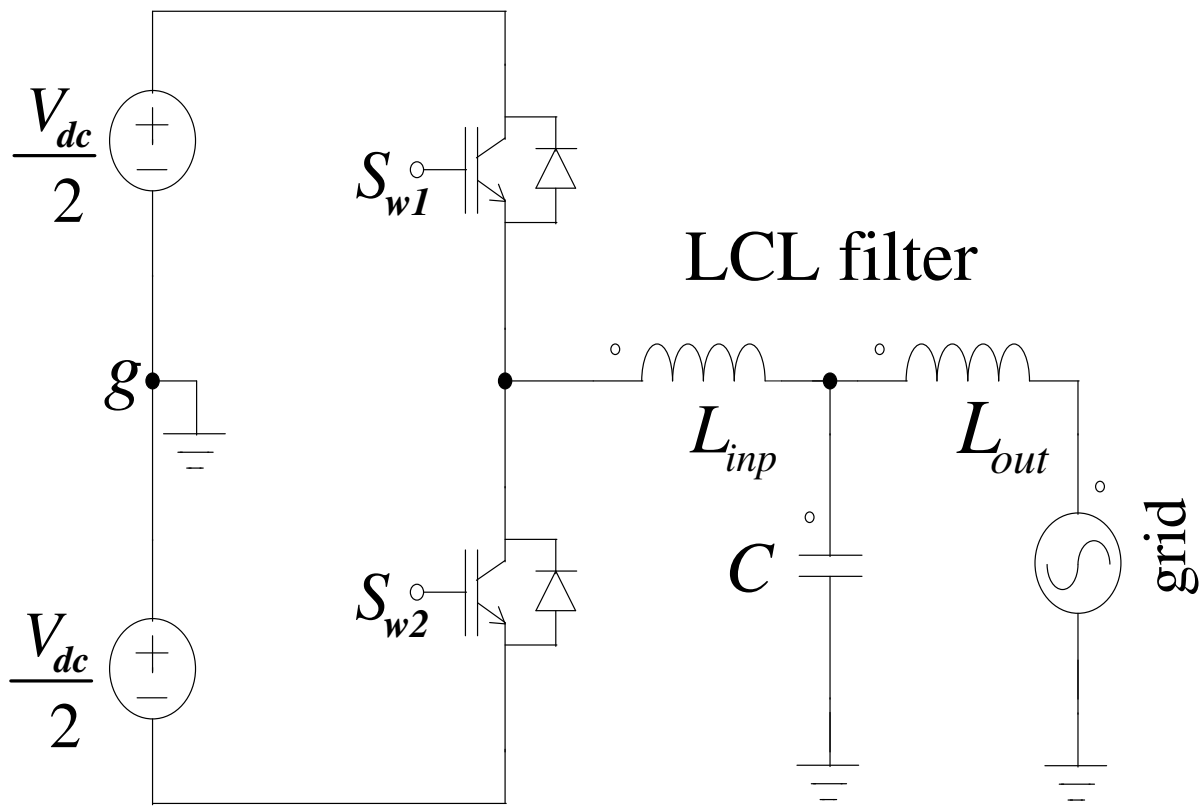 V_dc
2
S_w1
LCL filter
g
L_inp
L_out
C
grid
S_w2
V_dc
2